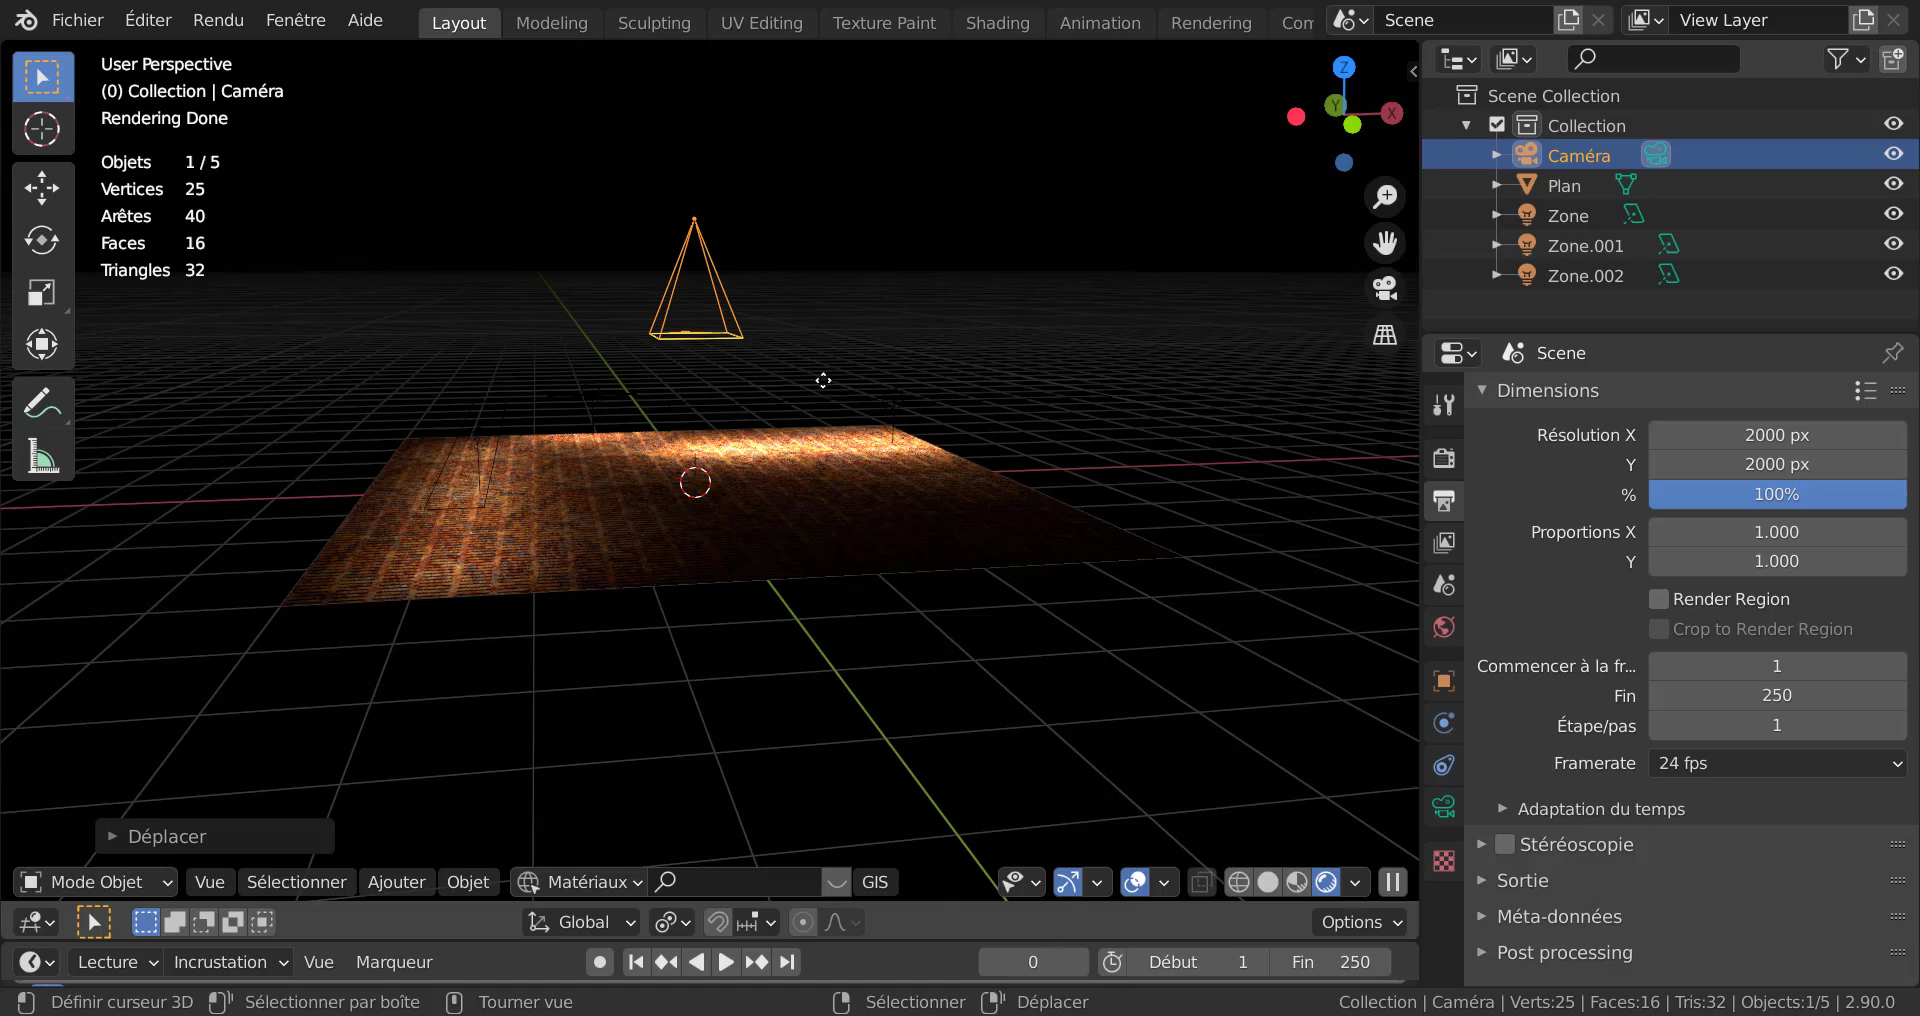 Fichier Éditer Rendu Fenêtre Aide Layout Modeling Sculpting UV Editing Texture Paint Shading Animation Rendering Com Scene View Layer
User Perspective
(0) Collection | Caméra
Rendering Done
Objets 1 / 5
Vertices 25
Arêtes 40
Faces 16
Triangles 32
Z
Y
X
Scene Collection
Collection
Caméra
Plan
Zone
Zone.001
Zone.002
Scene
Dimensions
Résolution X 2000 px
Y 2000 px
% 100%
Proportions X 1.000
Y 1.000
Render Region
Crop to Render Region
Commencer à la fr... 1
Fin 250
Étape/pas 1
Framerate 24 fps
Adaptation du temps
Stéréoscopie
Sortie
Méta-données
Post processing
Déplacer
Mode Objet Vue Sélectionner Ajouter Objet Matériaux GIS
Global Options
Lecture Incrustation Vue Marqueur 0 Début 1 Fin 250
Définir curseur 3D Sélectionner par boîte Tourner vue Sélectionner Déplacer Collection | Caméra | Verts:25 | Faces:16 | Tris:32 | Objects:1/5 | 2.90.0